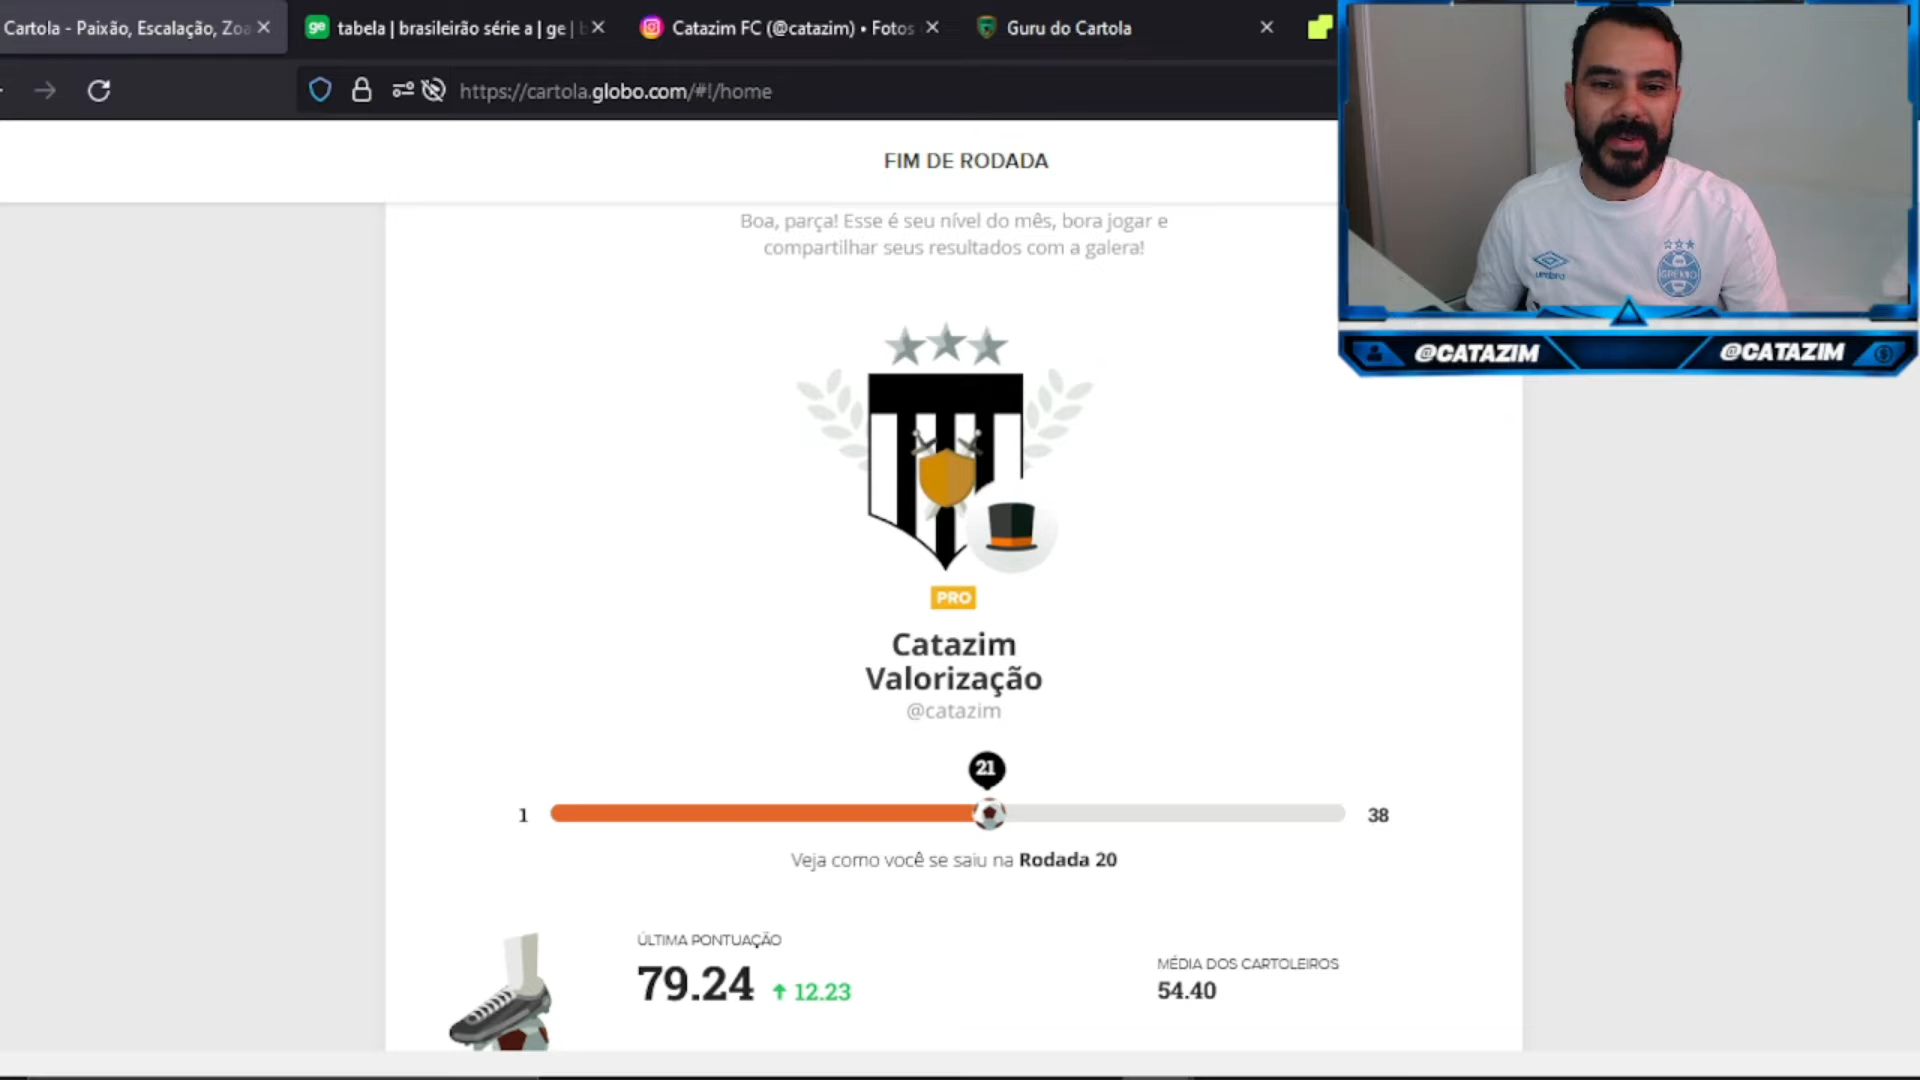 Cartola - Paixão, Escalação, Zoa
ge
tabela | brasileirão série a | ge |
Catazim FC (@catazim) • Fotos
Guru do Cartola
https://cartola.globo.com/#!/home
FIM DE RODADA
Boa, parça! Esse é seu nível do mês, bora jogar e
compartilhar seus resultados com a galera!
umbro
GRÊMIO
@CATAZIM
@CATAZIM
PRO
Catazim
Valorização
@catazim
21
1
38
Veja como você se saiu na Rodada 20
ÚLTIMA PONTUAÇÃO
79.24
12.23
MÉDIA DOS CARTOLEIROS
54.40